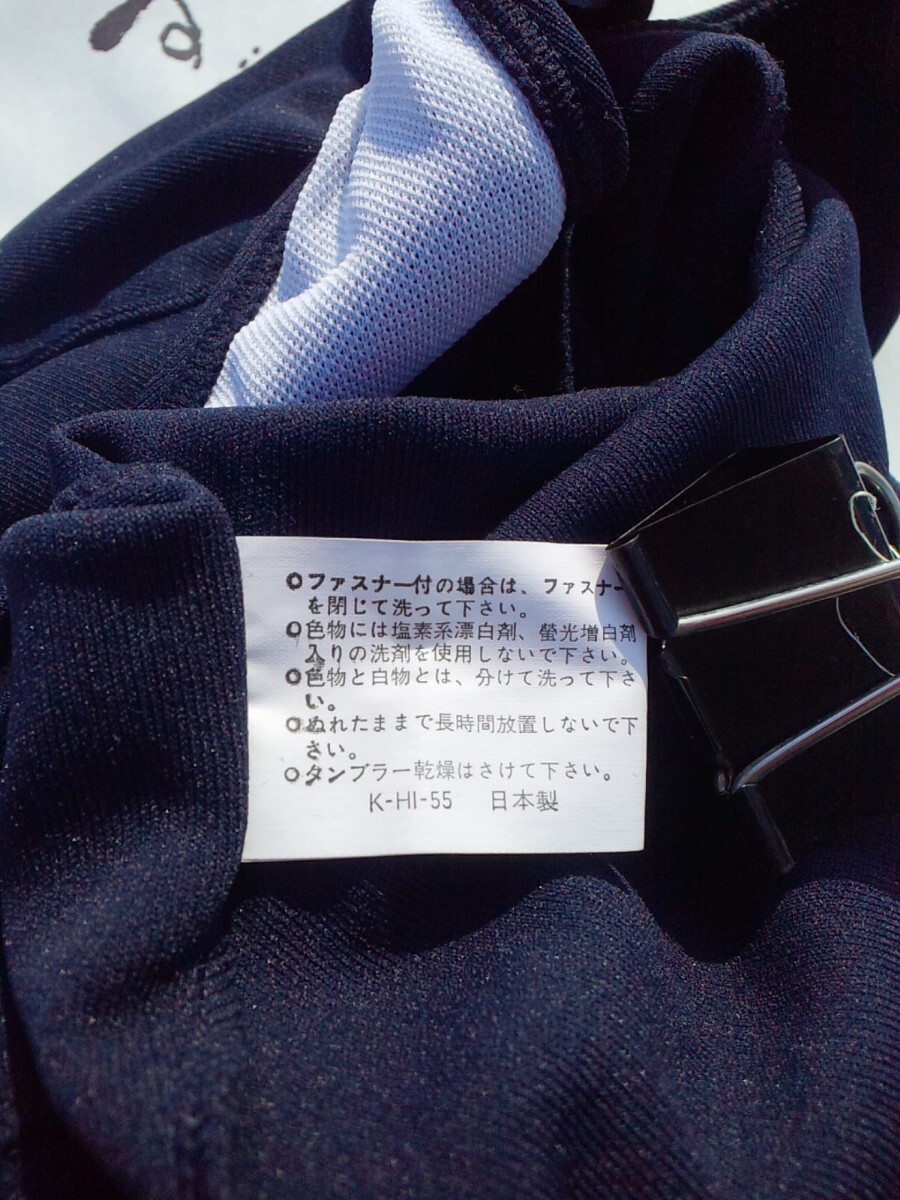 ○ファスナー付の場合は、ファスナー
を閉じて洗って下さい。
○色物には塩素系漂白剤、螢光増白剤
入りの洗剤を使用しないで下さい。
○色物と白物とは、分けて洗って下さ
い。
○ぬれたままで長時間放置しないで下
さい。
○タンブラー乾燥はさけて下さい。
K-HI-55 日本製